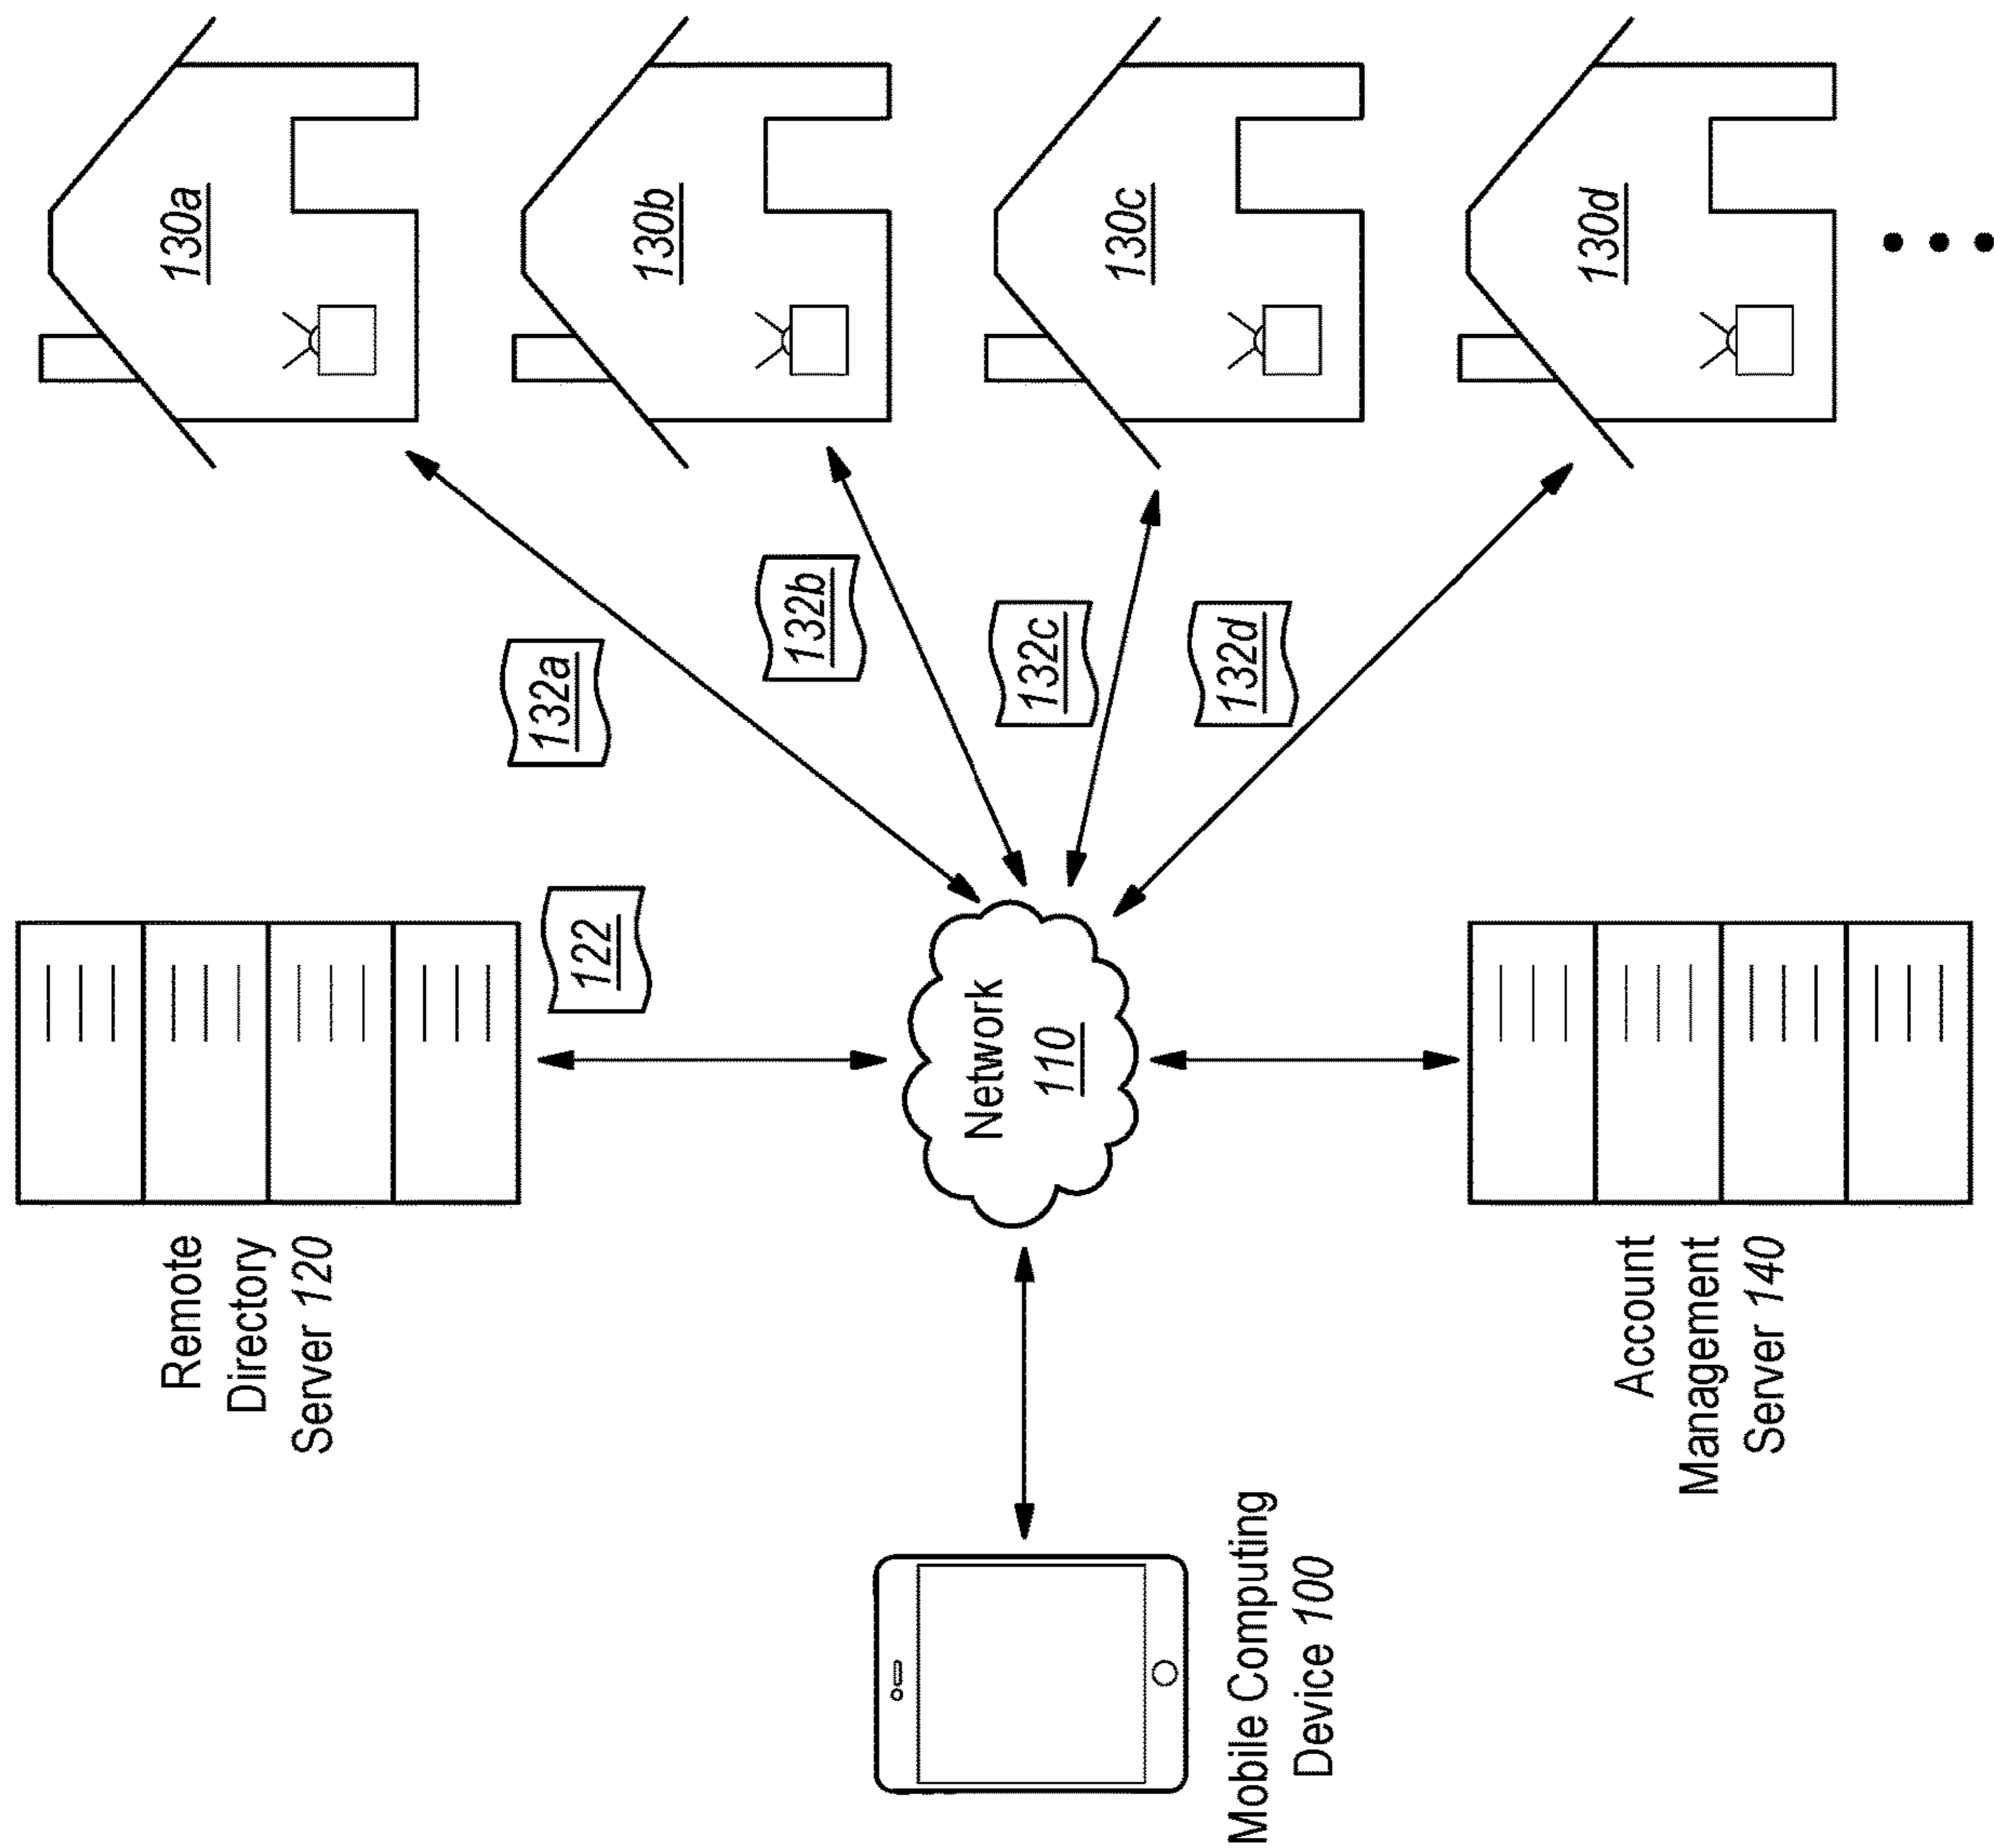 130a
130b
130c
130d
132a
132b
132c
132d
122
Network
110
Remote
Directory
Server 120
Account
Management
Server 140
Mobile Computing
Device 100